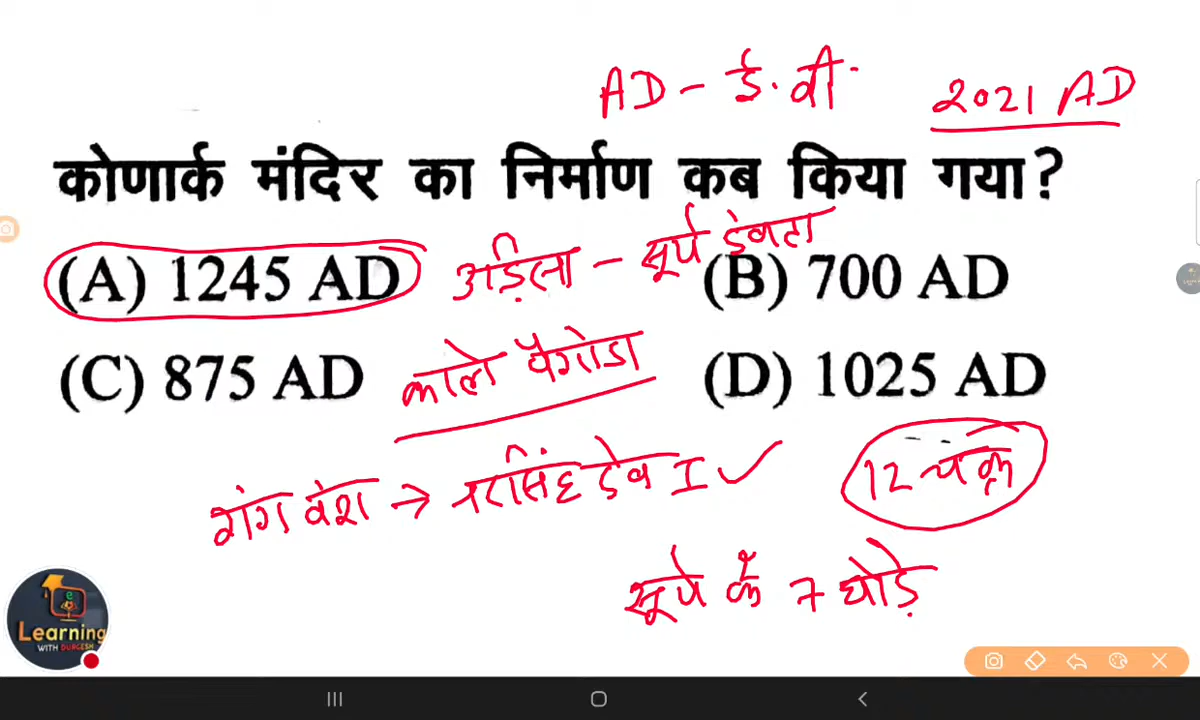 AD - ई. वी.
2021 AD
कोणार्क मंदिर का निर्माण कब किया गया?
(A) 1245 AD
उड़िसा - सूर्य देवता
(B) 700 AD
(C) 875 AD
काले पैगोडा
(D) 1025 AD
गंग वंश → नरसिंह देव I ✓
12 चक्र
सूर्य के 7 घोड़े
e
Learning
WITH DURGESH